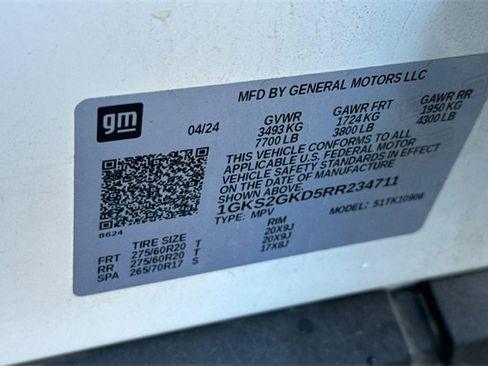 MFD BY GENERAL MOTORS LLC
gm
04/24 GVWR GAWR FRT GAWR RR
3493 KG 1724 KG 1950 KG
7700 LB 3800 LB 4300 LB
THIS VEHICLE CONFORMS TO ALL APPLICABLE
U.S. FEDERAL MOTOR
VEHICLE SAFETY STANDARDS IN EFFECT
ON THE DATE OF MANUFACTURE
SHOWN ABOVE.
1GKS2GKD5RR234711
TYPE: MPV MODEL: 51TK10906
8624
TIRE SIZE RIM
FRT 275/60R20 T 20X9J
RR 275/60R20 T 20X9J
SPA 265/70R17 S 17X8J